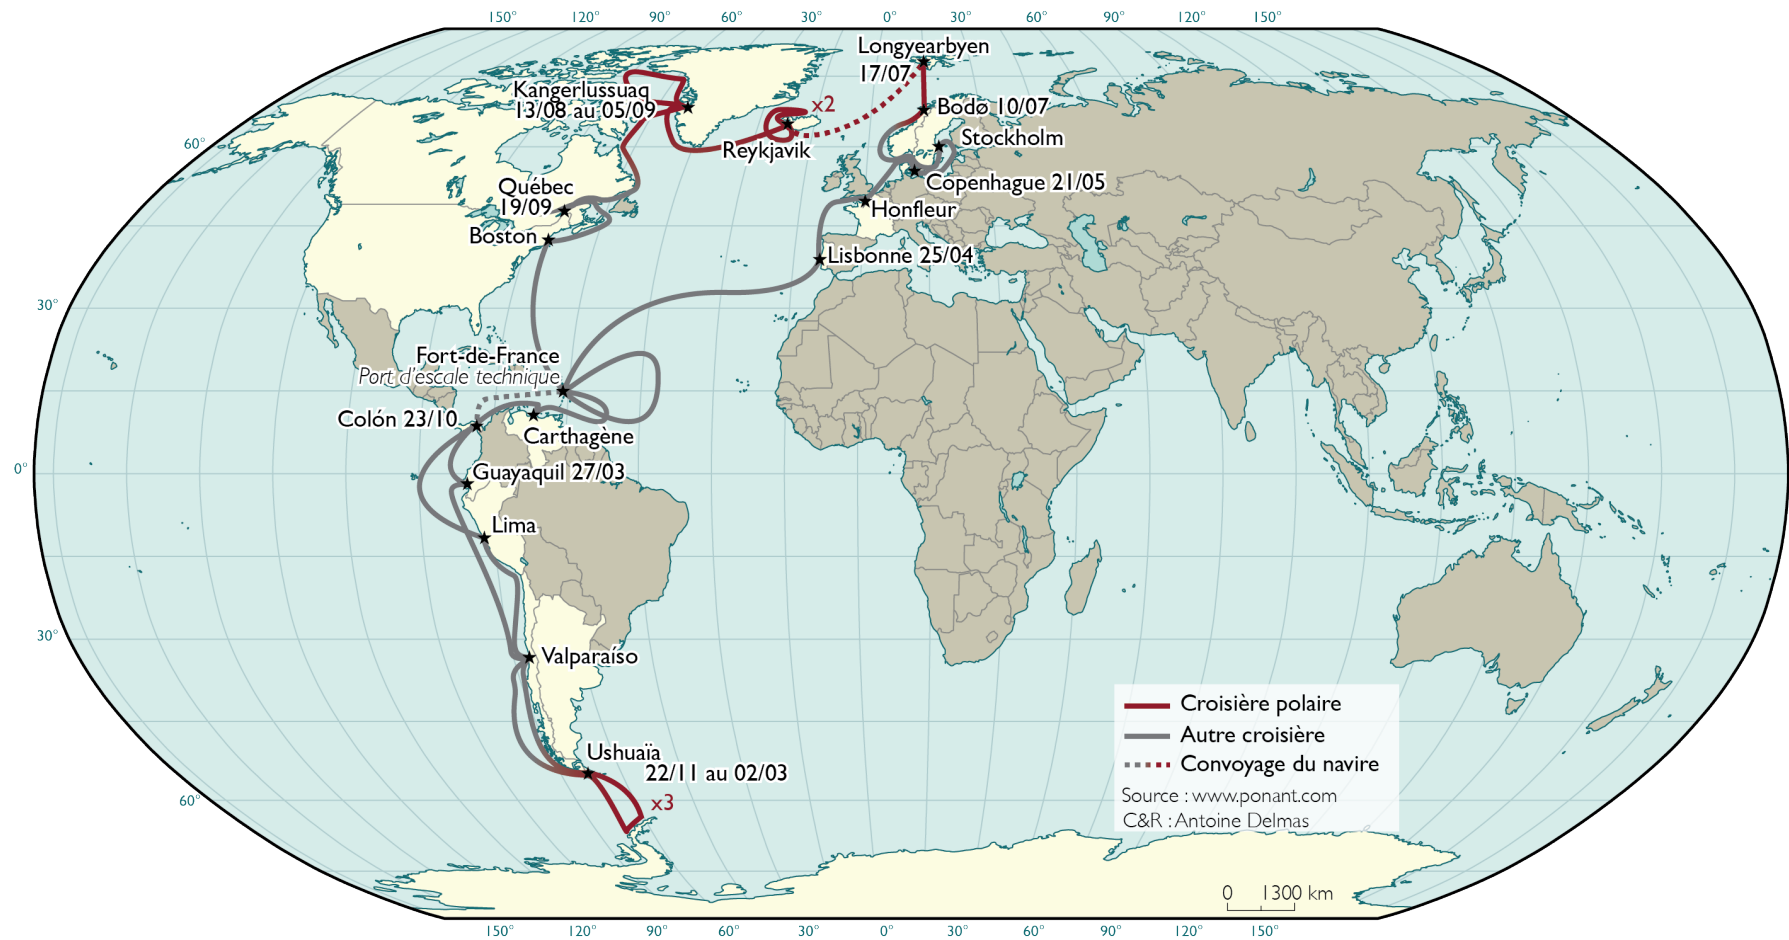 150° 120° 90° 60° 30° 0° 30° 60° 90° 120° 150°
Longyearbyen
17/07
Kangerlussuaq
13/08 au 05/09
x2
Bodø 10/07
60°
Reykjavik
Stockholm
Québec
19/09
Copenhague 21/05
Honfleur
Boston
Lisbonne 25/04
30°
Fort-de-France
Port d'escale technique
Colón 23/10
Carthagène
0°
Guayaquil 27/03
Lima
30°
Valparaíso
Ushuaïa
22/11 au 02/03
60°
x3
Croisière polaire
Autre croisière
Convoyage du navire
Source : www.ponant.com
C&R : Antoine Delmas
0 1300 km
150° 120° 90° 60° 30° 0° 30° 60° 90° 120° 150°